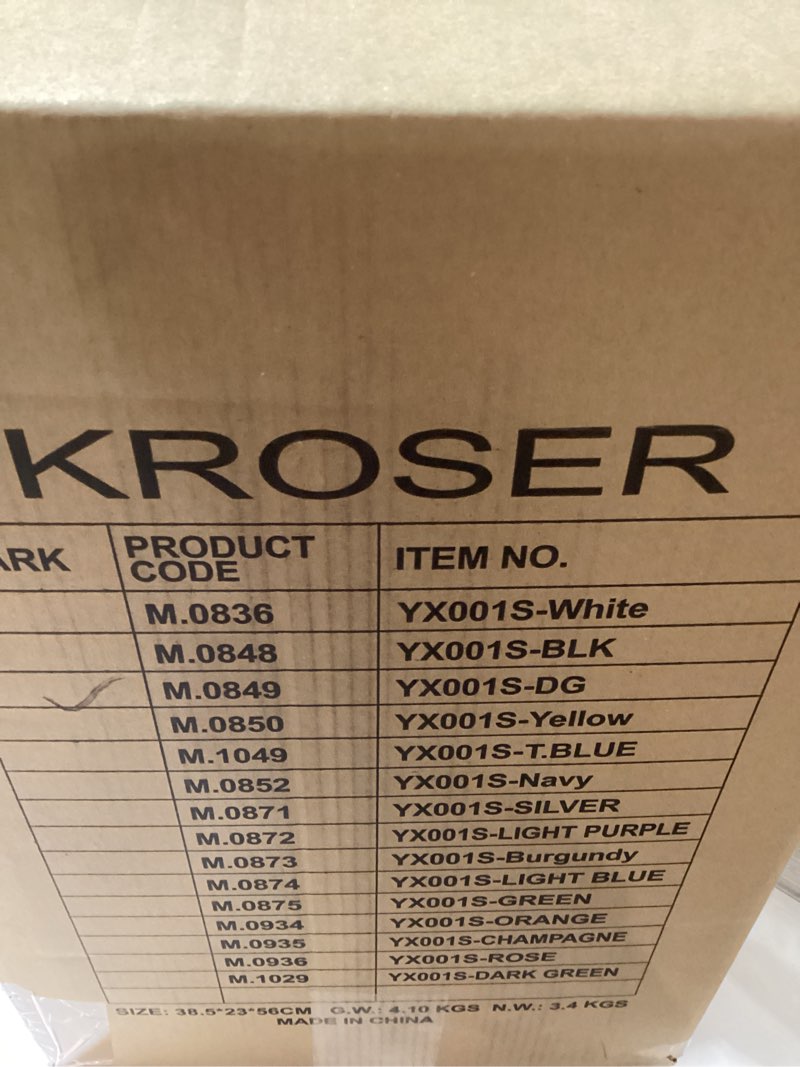 KROSER
ARK PRODUCT CODE ITEM NO.
M.0836 YX001S-White
M.0848 YX001S-BLK
M.0849 YX001S-DG
M.0850 YX001S-Yellow
M.1049 YX001S-T.BLUE
M.0852 YX001S-Navy
M.0871 YX001S-SILVER
M.0872 YX001S-LIGHT PURPLE
M.0873 YX001S-Burgundy
M.0874 YX001S-LIGHT BLUE
M.0875 YX001S-GREEN
M.0934 YX001S-ORANGE
M.0935 YX001S-CHAMPAGNE
M.0936 YX001S-ROSE
M.1029 YX001S-DARK GREEN
SIZE: 38.5*23*56CM G.W.: 4.10 KGS N.W.: 3.4 KGS
MADE IN CHINA